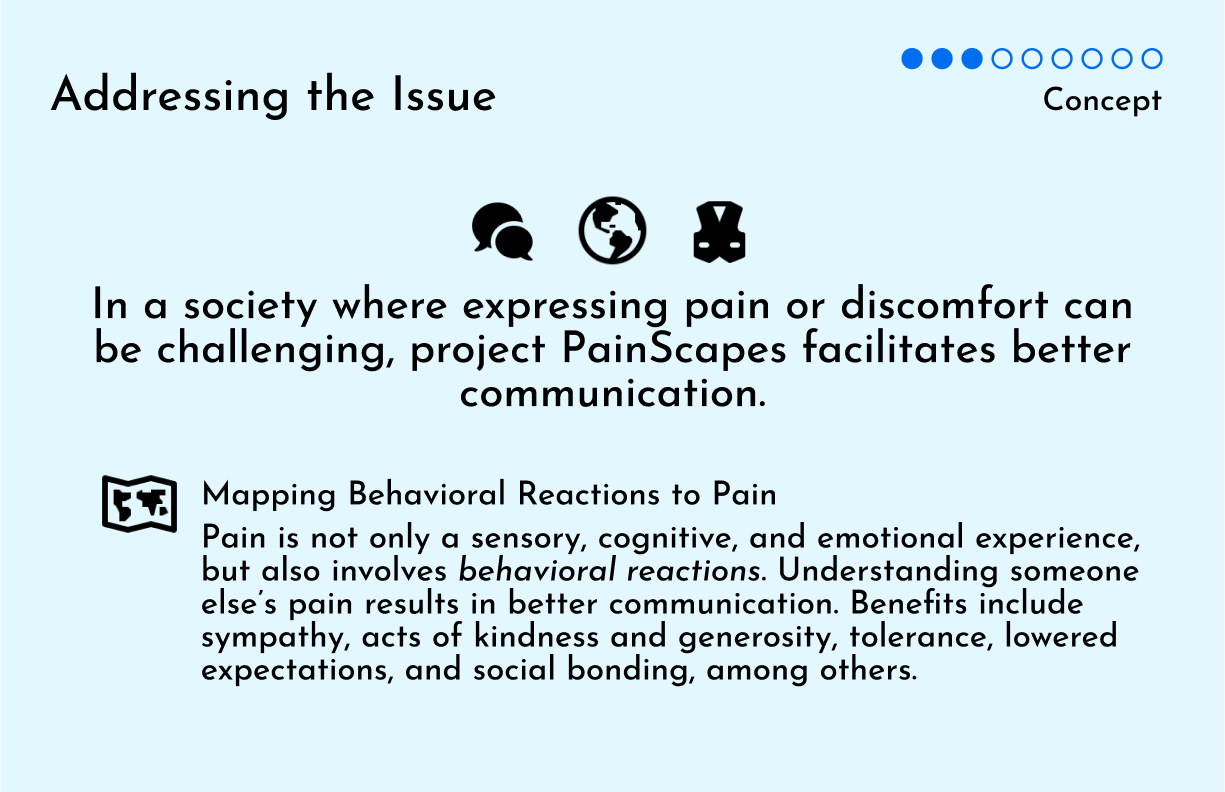 Addressing the Issue
Concept
In a society where expressing pain or discomfort can
be challenging, project PainScapes facilitates better
communication.
Mapping Behavioral Reactions to Pain
Pain is not only a sensory, cognitive, and emotional experience,
but also involves behavioral reactions. Understanding someone
else's pain results in better communication. Benefits include
sympathy, acts of kindness and generosity, tolerance, lowered
expectations, and social bonding, among others.